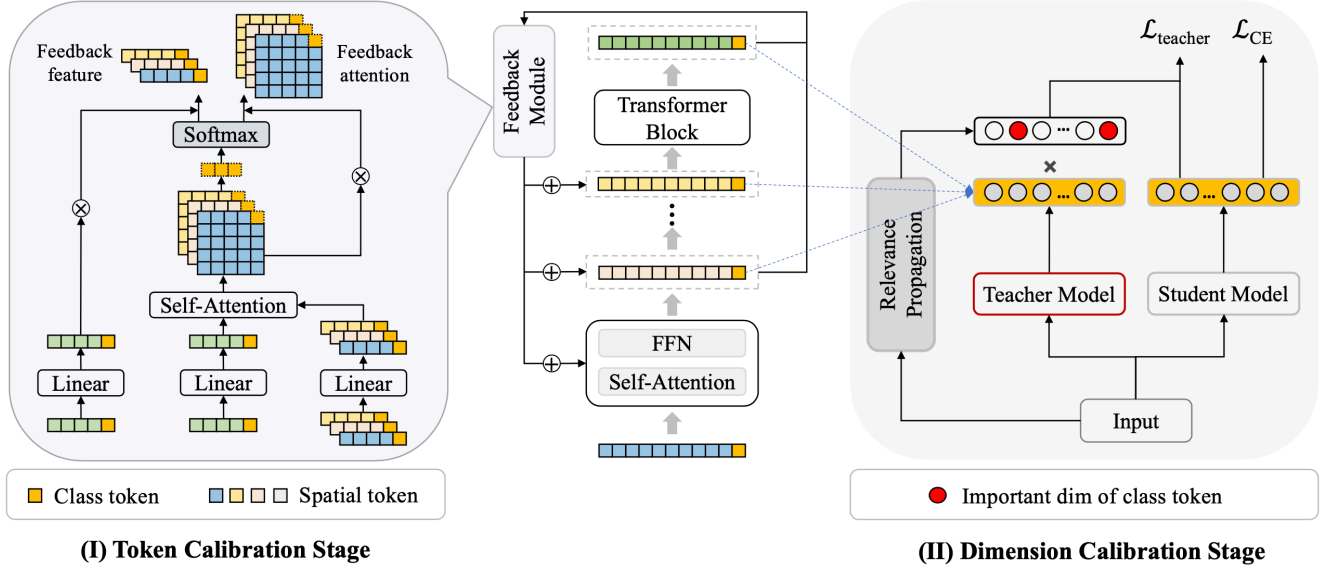 Feedback
feature
Feedback
attention
Softmax
Self-Attention
Linear
Linear
Linear
Class token
Spatial token
(I) Token Calibration Stage
Feedback
Module
Transformer
Block
...
FFN
Self-Attention
ℒteacher
ℒCE
...
×
...
...
Relevance
Propagation
Teacher Model
Student Model
Input
Important dim of class token
(II) Dimension Calibration Stage